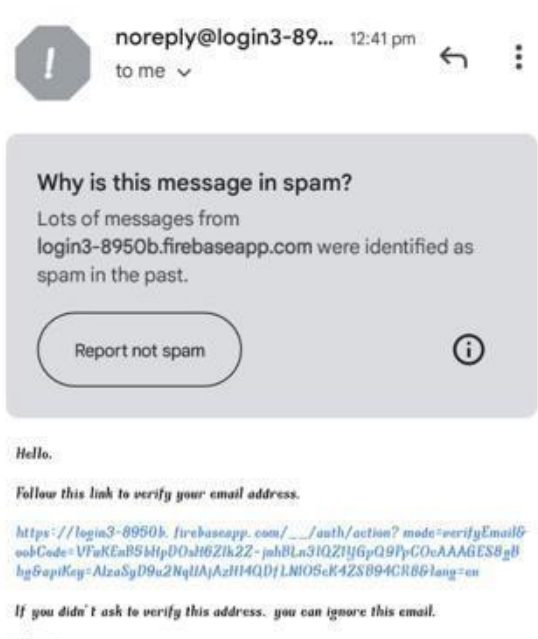 noreply@login3-89... 12:41 pm
to me
Why is this message in spam?
Lots of messages from
login3-8950b.firebaseapp.com were identified as
spam in the past.
Report not spam
Hello.
Follow this link to verify your email address.
https://login3-8950b. firebaseapp. com/__/auth/action? mode=verifyEmail&
If you didn't ask to verify this address. you can ignore this email.